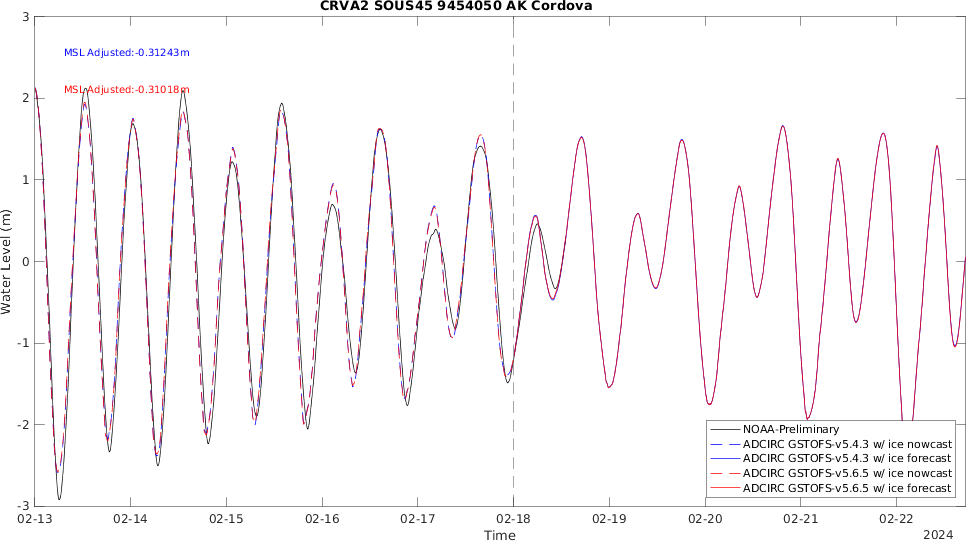 CRVA2 SOUS45 9454050 AK Cordova
MSL Adjusted:-0.31243m
MSL Adjusted:-0.31018m
Water Level (m)
3
2
1
0
-1
-2
-3
NOAA-Preliminary
ADCIRC GSTOFS-v5.4.3 w/ ice nowcast
ADCIRC GSTOFS-v5.4.3 w/ ice forecast
ADCIRC GSTOFS-v5.6.5 w/ ice nowcast
ADCIRC GSTOFS-v5.6.5 w/ ice forecast
02-13 02-14 02-15 02-16 02-17 02-18 02-19 02-20 02-21 02-22
Time
2024